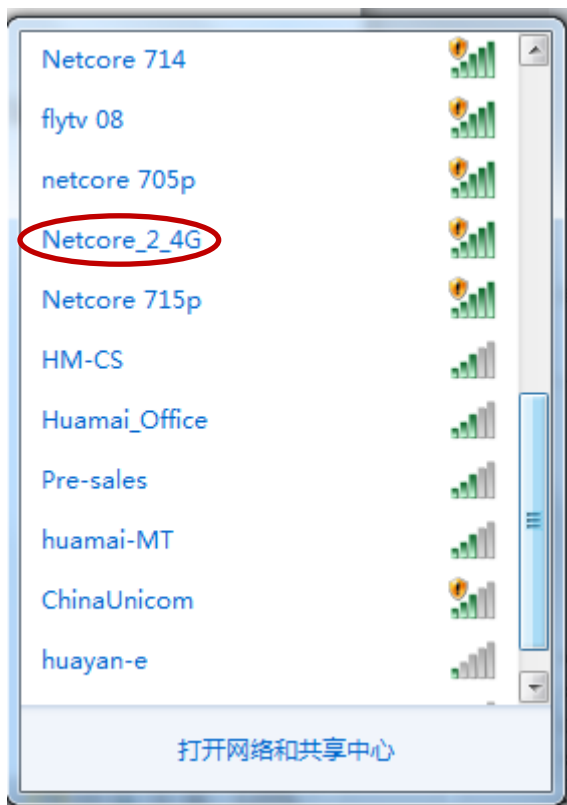 Netcore 714
flytv 08
netcore 705p
Netcore_2_4G
Netcore 715p
HM-CS
Huamai_Office
Pre-sales
huamai-MT
ChinaUnicom
huayan-e
打开网络和共享中心